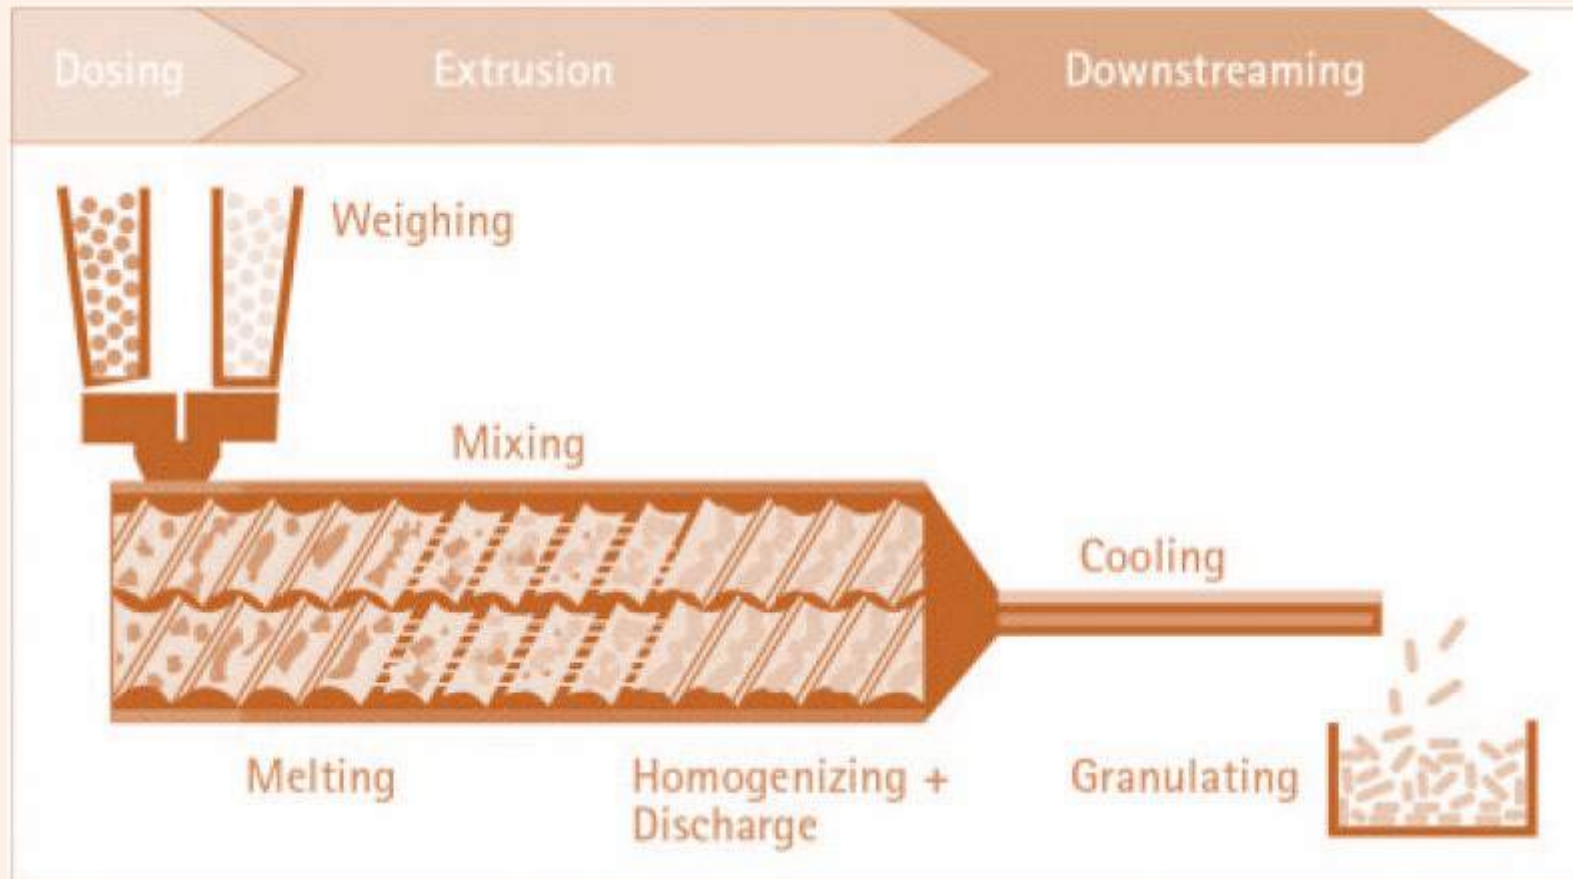 Dosing
Extrusion
Downstreaming
Weighing
Mixing
Cooling
Melting
Homogenizing +
Discharge
Granulating